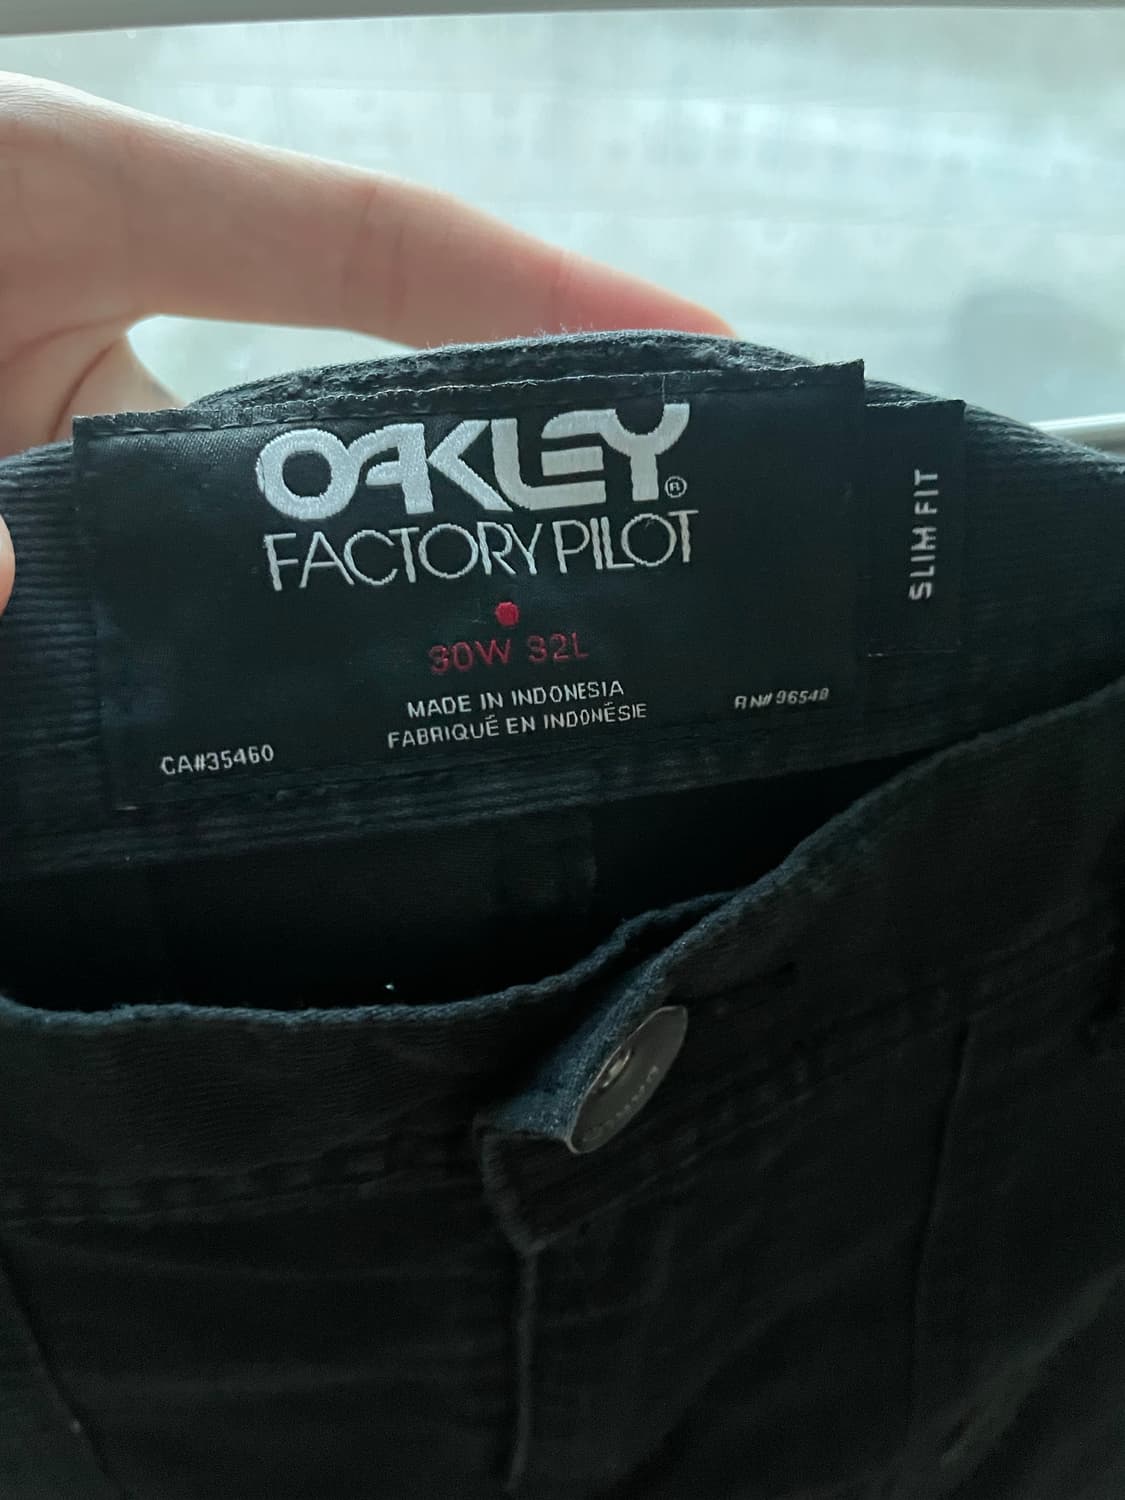 OAKLEY®
FACTORY PILOT
30W 32L
MADE IN INDONESIA
FABRIQUÉ EN INDONÉSIE
RN# 96548
CA#35460
SLIM FIT